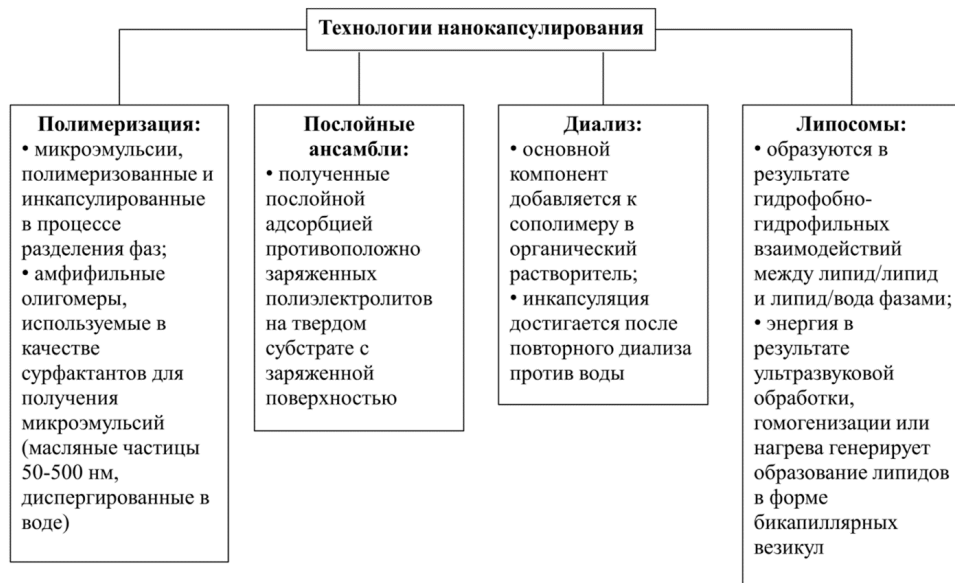 Технологии нанокапсулирования
Полимеризация:
• микроэмульсии,
полимеризованные и
инкапсулированные
в процессе
разделения фаз;
• амфифильные
олигомеры,
используемые в
качестве
сурфактантов для
получения
микроэмульсий
(масляные частицы
50-500 нм,
диспергированные в
воде)
Послойные
ансамбли:
• полученные
послойной
адсорбцией
противоположно
заряженных
полиэлектролитов
на твердом
субстрате с
заряженной
поверхностью
Диализ:
• основной
компонент
добавляется к
сополимеру в
органический
растворитель;
• инкапсуляция
достигается после
повторного диализа
против воды
Липосомы:
• образуются в
результате
гидрофобно-
гидрофильных
взаимодействий
между липид/липид
и липид/вода фазами;
• энергия в
результате
ультразвуковой
обработки,
гомогенизации или
нагрева генерирует
образование липидов
в форме
бикапиллярных
везикул